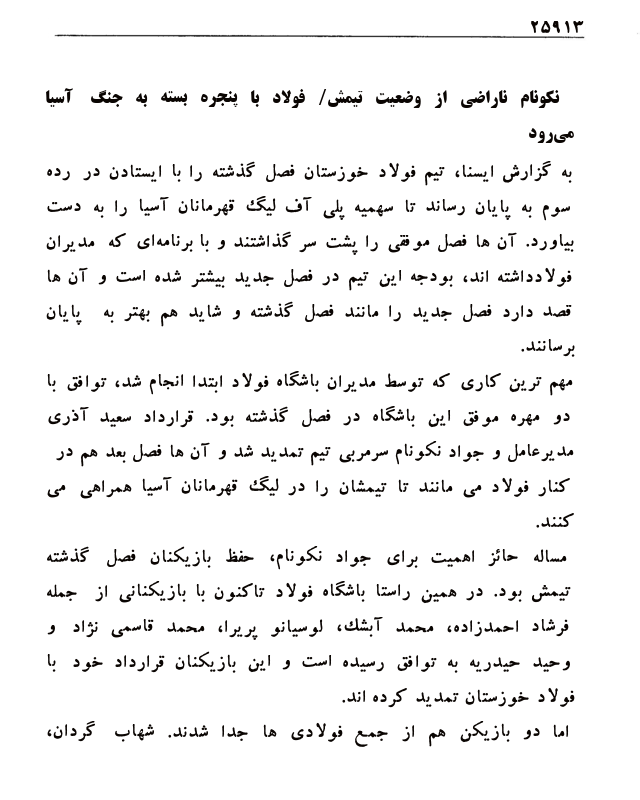 ۲۵۹۱۳
نکونام ناراضی از وضعیت تیمش/ فولاد با پنجره بسته به جنگ آسیا
می‌رود
به گزارش ایسنا، تیم فولاد خوزستان فصل گذشته را با ایستادن در رده
سوم به پایان رساند تا سهمیه پلی آف لیگ قهرمانان آسیا را به دست
بیاورد. آن ها فصل موفقی را پشت سر گذاشتند و با برنامه‌ای که مدیران
فولادداشته اند، بودجه این تیم در فصل جدید بیشتر شده است و آن ها
قصد دارد فصل جدید را مانند فصل گذشته و شاید هم بهتر به پایان
برسانند.
مهم ترین کاری که توسط مدیران باشگاه فولاد ابتدا انجام شد، توافق با
دو مهره موفق این باشگاه در فصل گذشته بود. قرارداد سعید آذری
مدیرعامل و جواد نکونام سرمربی تیم تمدید شد و آن ها فصل بعد هم در
کنار فولاد می مانند تا تیمشان را در لیگ قهرمانان آسیا همراهی می
کنند.
مساله حائز اهمیت برای جواد نکونام، حفظ بازیکنان فصل گذشته
تیمش بود. در همین راستا باشگاه فولاد تاکنون با بازیکنانی از جمله
فرشاد احمدزاده، محمد آبشک، لوسیانو پریرا، محمد قاسمی نژاد و
وحید حیدریه به توافق رسیده است و این بازیکنان قرارداد خود با
فولاد خوزستان تمدید کرده اند.
اما دو بازیکن هم از جمع فولادی ها جدا شدند. شهاب گردان،